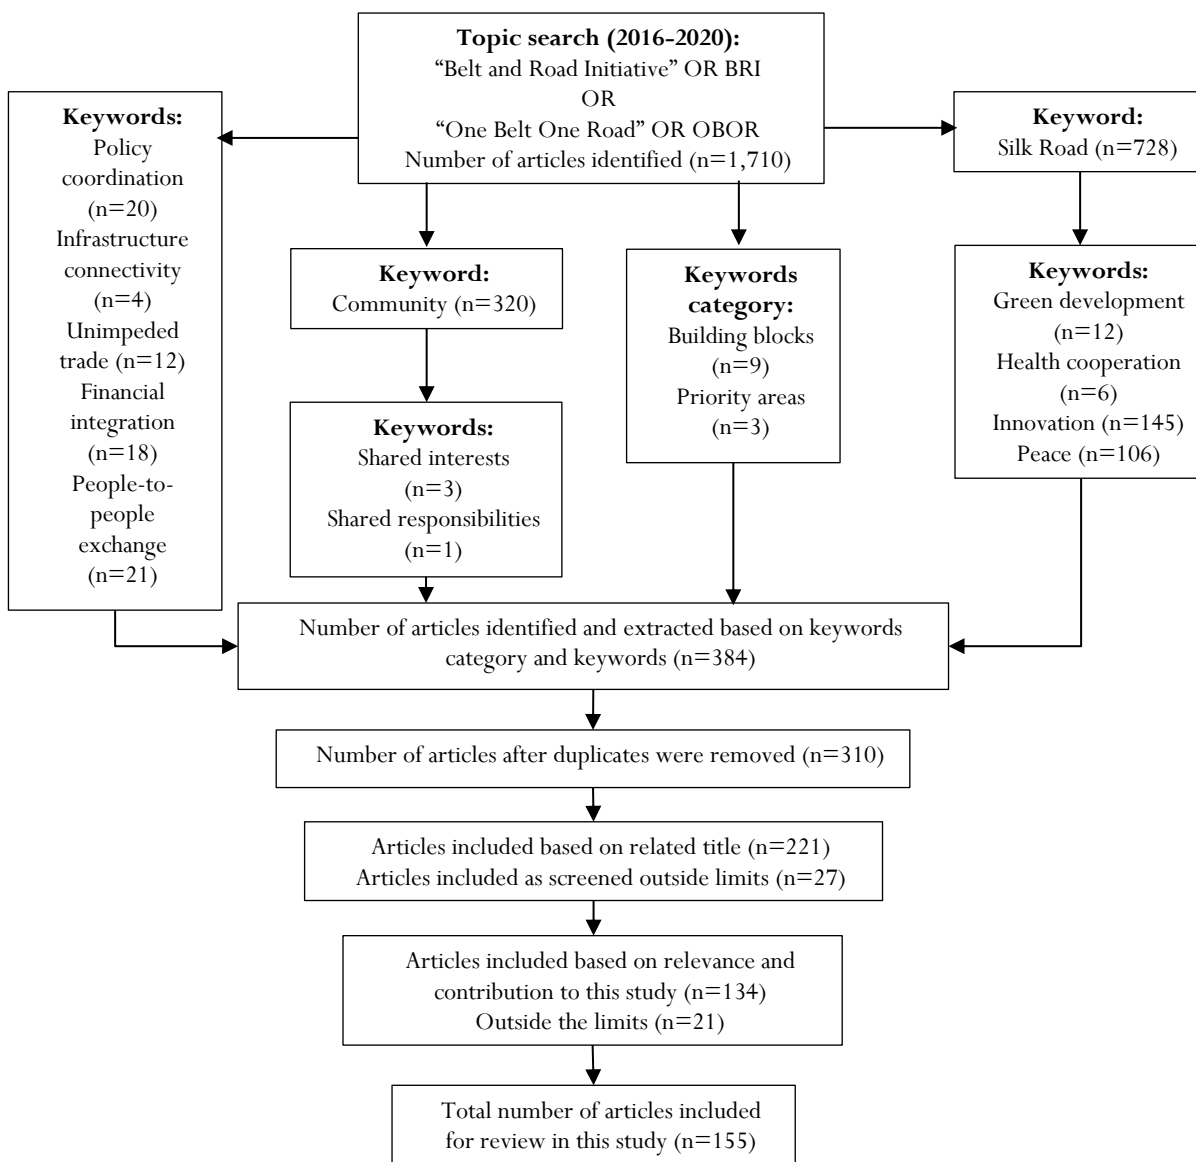 Topic search (2016-2020):
“Belt and Road Initiative” OR BRI
OR
“One Belt One Road” OR OBOR
Number of articles identified (n=1,710)
Keywords:
Policy
coordination
(n=20)
Infrastructure
connectivity
(n=4)
Unimpeded
trade (n=12)
Financial
integration
(n=18)
People-to-
people
exchange
(n=21)
Keyword:
Community (n=320)
Keywords:
Shared interests
(n=3)
Shared responsibilities
(n=1)
Keywords
category:
Building blocks
(n=9)
Priority areas
(n=3)
Keyword:
Silk Road (n=728)
Keywords:
Green development
(n=12)
Health cooperation
(n=6)
Innovation (n=145)
Peace (n=106)
Number of articles identified and extracted based on keywords
category and keywords (n=384)
Number of articles after duplicates were removed (n=310)
Articles included based on related title (n=221)
Articles included as screened outside limits (n=27)
Articles included based on relevance and
contribution to this study (n=134)
Outside the limits (n=21)
Total number of articles included
for review in this study (n=155)